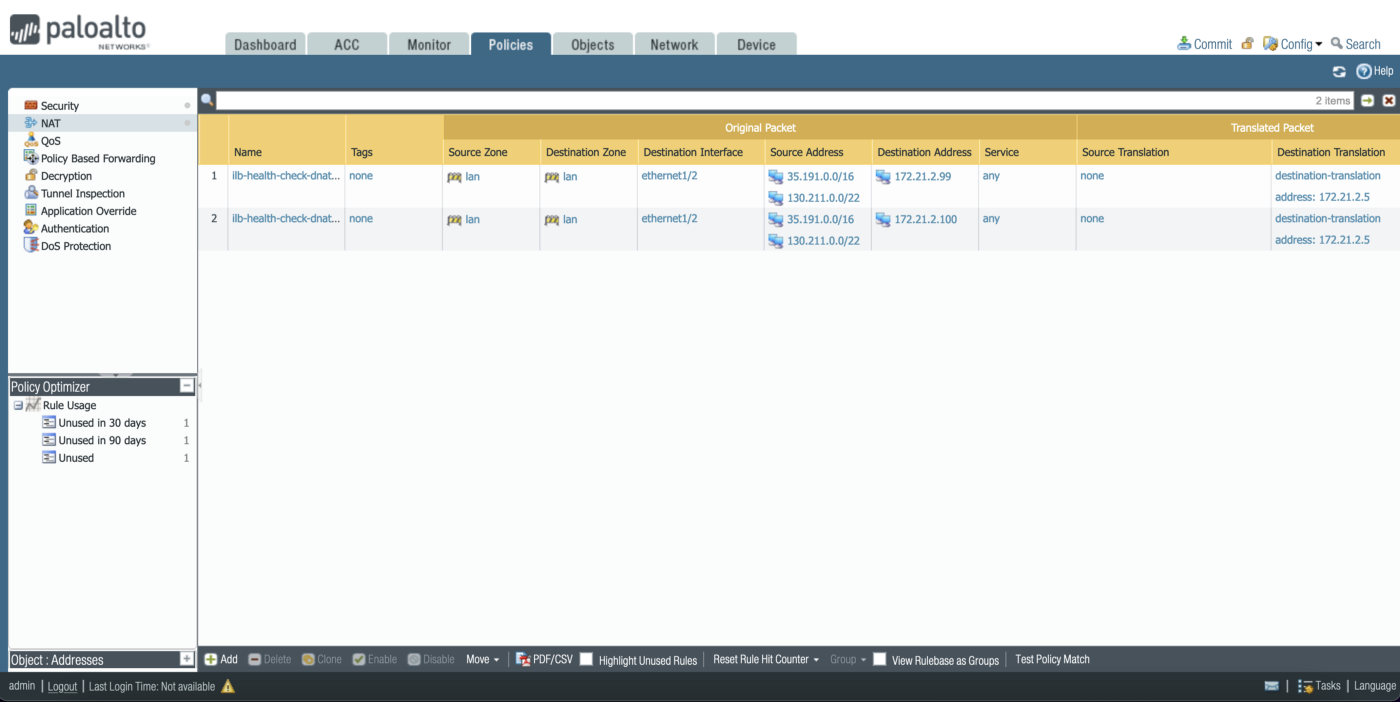 paloalto
NETWORKS®
Dashboard ACC Monitor Policies Objects Network Device
Commit Config Search
Help
Security
NAT
QoS
Policy Based Forwarding
Decryption
Tunnel Inspection
Application Override
Authentication
DoS Protection
Policy Optimizer
Rule Usage
Unused in 30 days 1
Unused in 90 days 1
Unused 1
Object : Addresses
2 items
Original Packet Translated Packet
Name Tags Source Zone Destination Zone Destination Interface Source Address Destination Address Service Source Translation Destination Translation
1 ilb-health-check-dnat... none lan lan ethernet1/2 35.191.0.0/16 172.21.2.99 any none destination-translation
130.211.0.0/22 address: 172.21.2.5
2 ilb-health-check-dnat... none lan lan ethernet1/2 35.191.0.0/16 172.21.2.100 any none destination-translation
130.211.0.0/22 address: 172.21.2.5
Add Delete Clone Enable Disable Move PDF/CSV Highlight Unused Rules Reset Rule Hit Counter Group View Rulebase as Groups Test Policy Match
admin | Logout | Last Login Time: Not available | Tasks | Language